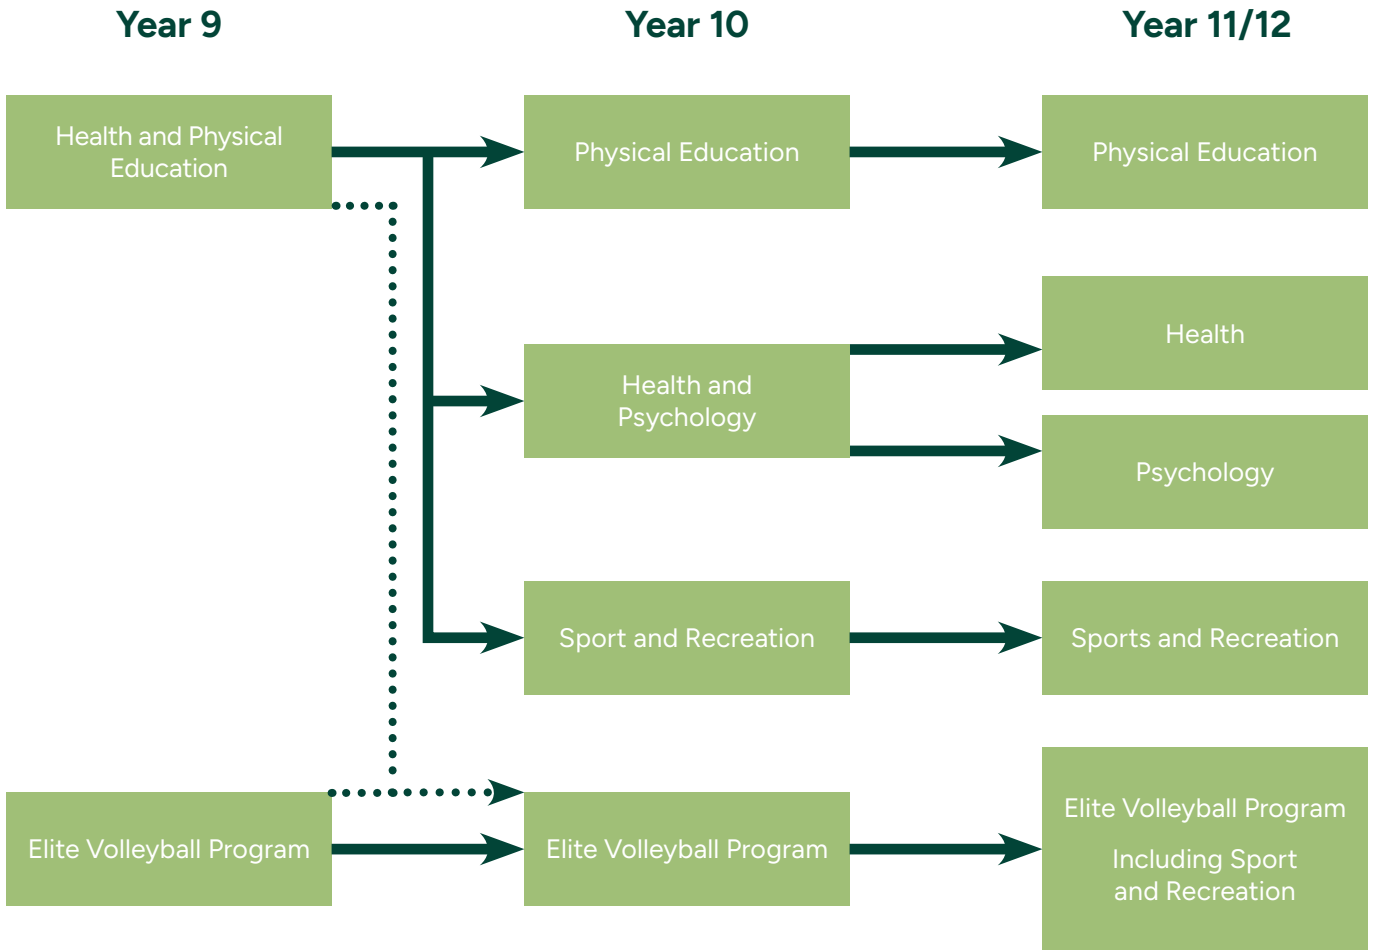 Year 9
Year 10
Year 11/12
Health and Physical
Education
Physical Education
Physical Education
Health and
Psychology
Health
Psychology
Sport and Recreation
Sports and Recreation
Elite Volleyball Program
Elite Volleyball Program
Elite Volleyball Program
Including Sport
and Recreation